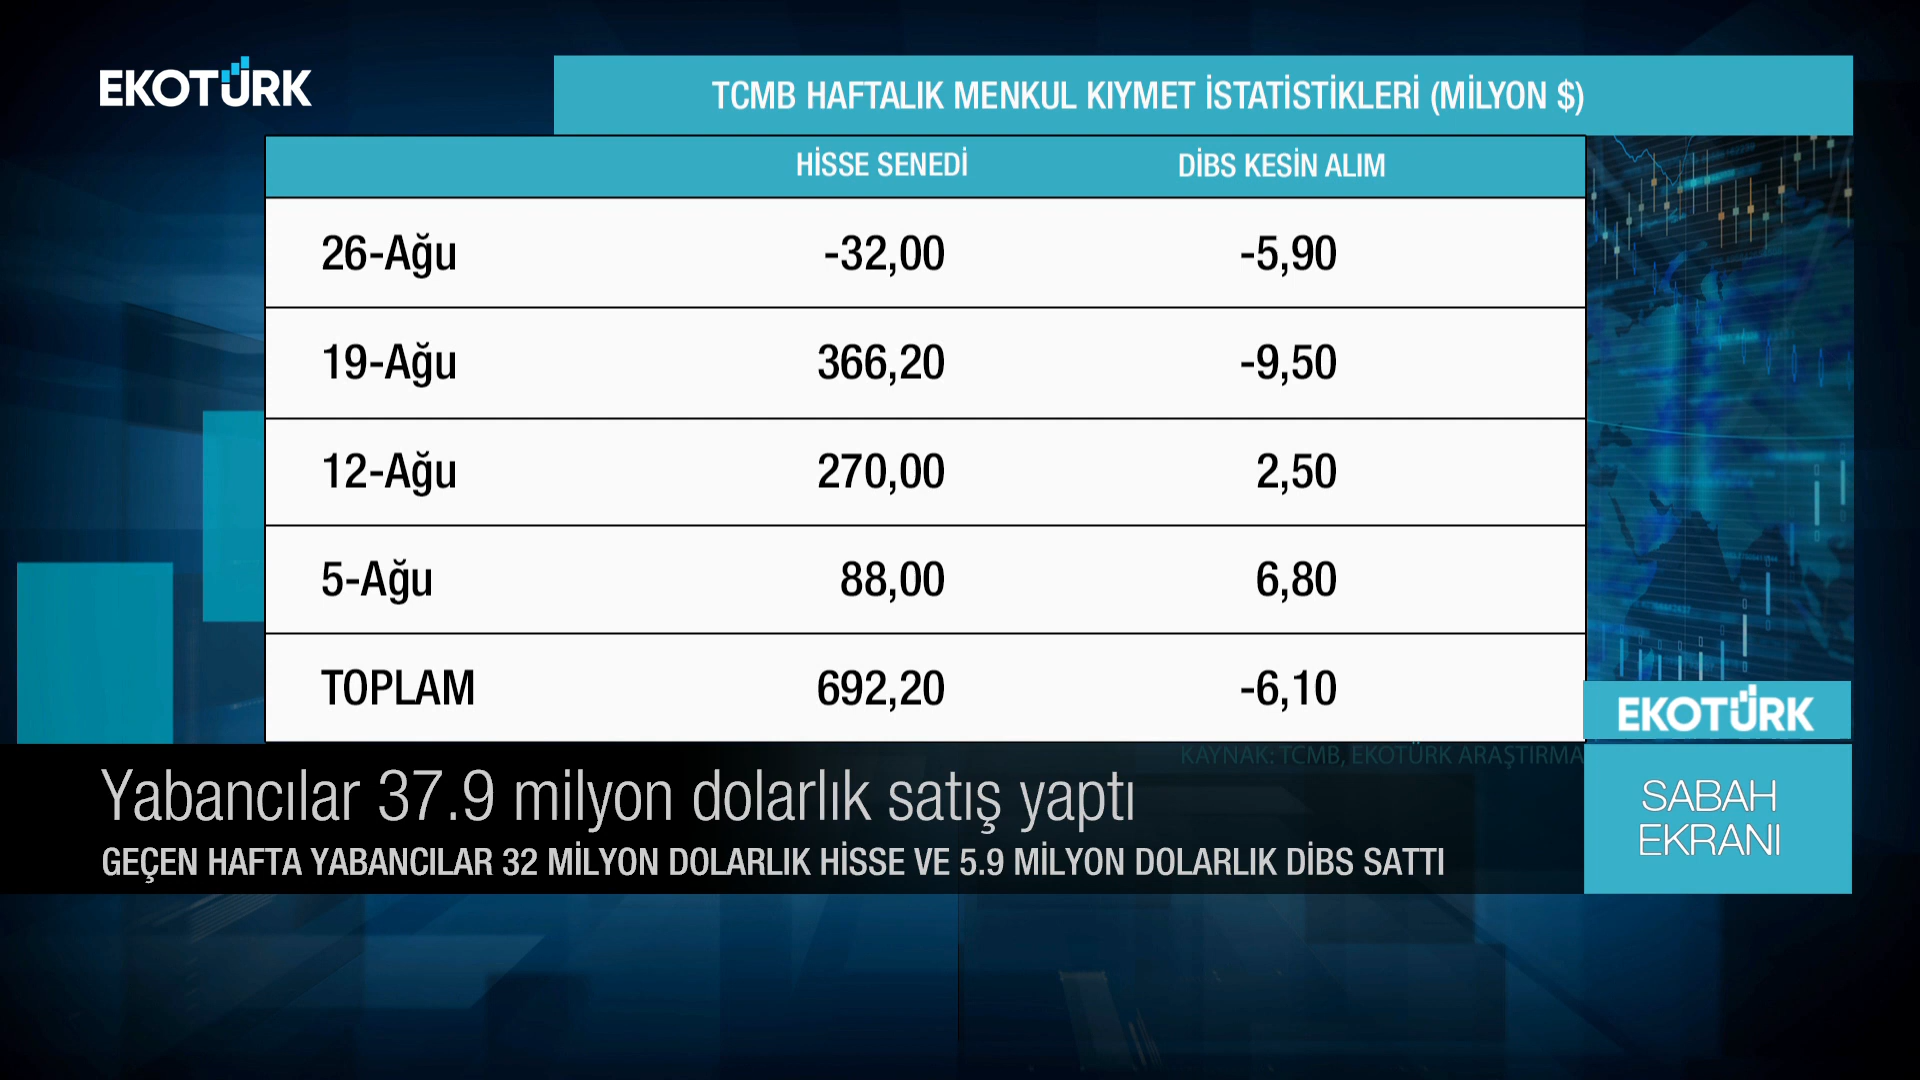 EKOTÜRK
TCMB HAFTALIK MENKUL KIYMET İSTATİSTİKLERİ (MİLYON $)
HİSSE SENEDİ DİBS KESİN ALIM
26-Ağu -32,00 -5,90
19-Ağu 366,20 -9,50
12-Ağu 270,00 2,50
5-Ağu 88,00 6,80
TOPLAM 692,20 -6,10
EKOTÜRK
KAYNAK: TCMB, EKOTÜRK ARAŞTIRMA
Yabancılar 37.9 milyon dolarlık satış yaptı
GEÇEN HAFTA YABANCILAR 32 MİLYON DOLARLIK HİSSE VE 5.9 MİLYON DOLARLIK DİBS SATTI
SABAH
EKRANI